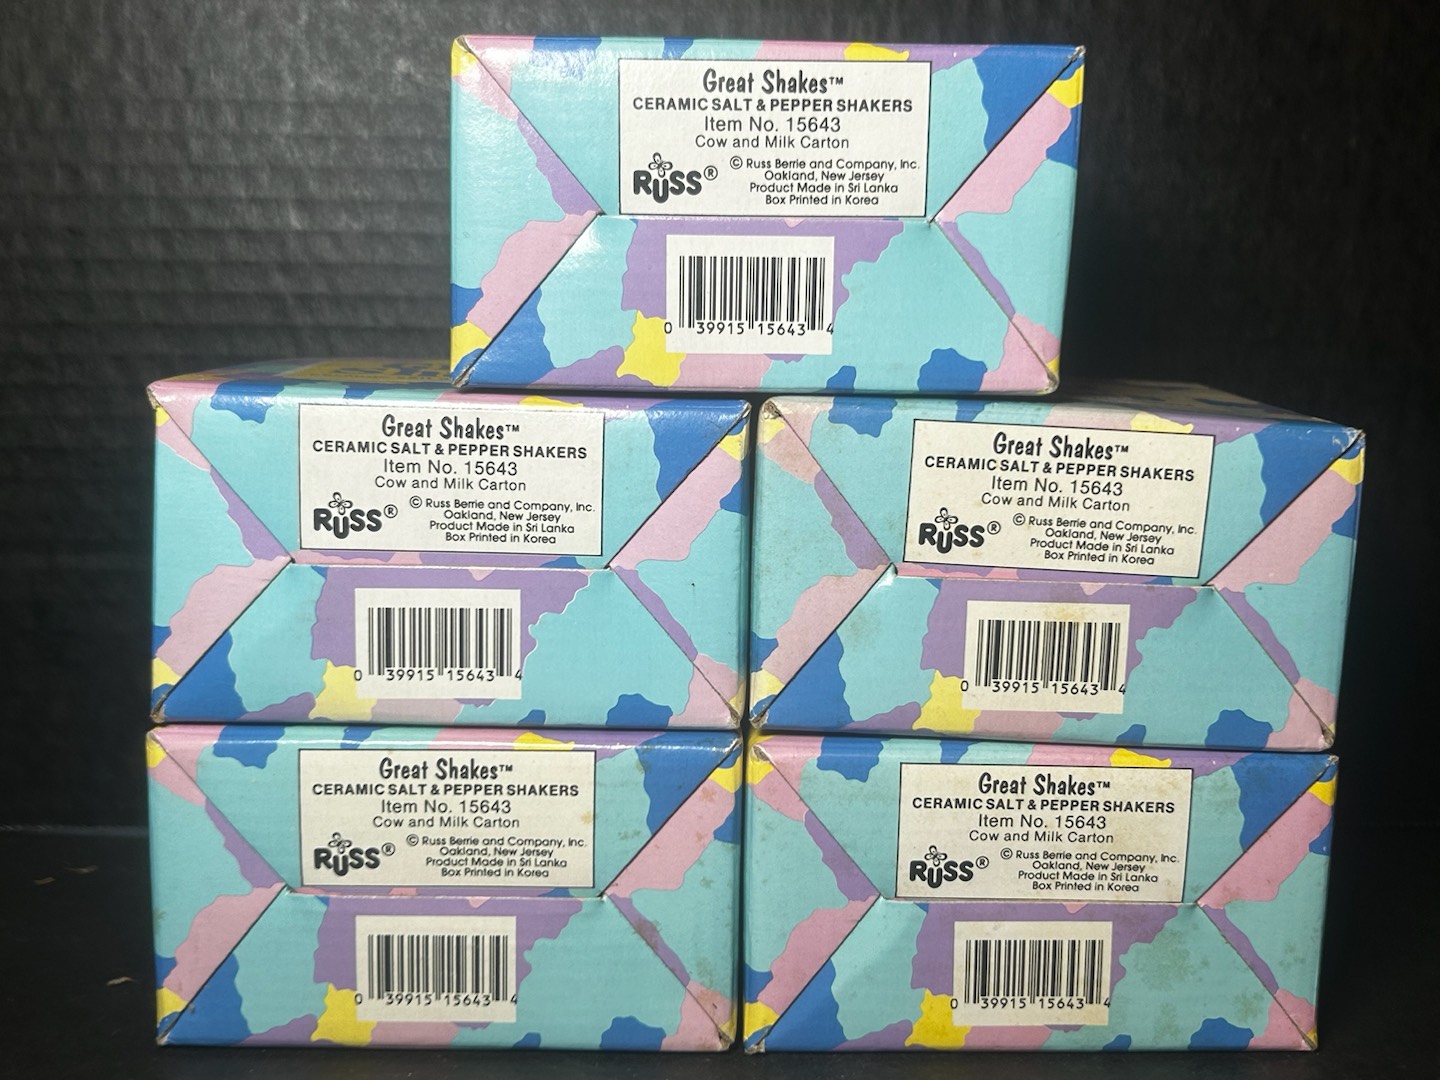 Great Shakes™
CERAMIC SALT & PEPPER SHAKERS
Item No. 15643
Cow and Milk Carton
RUSS®
© Russ Berrie and Company, Inc.
Oakland, New Jersey
Product Made in Sri Lanka
Box Printed in Korea
0 39915 15643 4
Great Shakes™
CERAMIC SALT & PEPPER SHAKERS
Item No. 15643
Cow and Milk Carton
RUSS®
© Russ Berrie and Company, Inc.
Oakland, New Jersey
Product Made in Sri Lanka
Box Printed in Korea
0 39915 15643 4
Great Shakes™
CERAMIC SALT & PEPPER SHAKERS
Item No. 15643
Cow and Milk Carton
RUSS®
© Russ Berrie and Company, Inc.
Oakland, New Jersey
Product Made in Sri Lanka
Box Printed in Korea
0 39915 15643 4
Great Shakes™
CERAMIC SALT & PEPPER SHAKERS
Item No. 15643
Cow and Milk Carton
RUSS®
© Russ Berrie and Company, Inc.
Oakland, New Jersey
Product Made in Sri Lanka
Box Printed in Korea
0 39915 15643 4
Great Shakes™
CERAMIC SALT & PEPPER SHAKERS
Item No. 15643
Cow and Milk Carton
RUSS®
© Russ Berrie and Company, Inc.
Oakland, New Jersey
Product Made in Sri Lanka
Box Printed in Korea
0 39915 15643 4